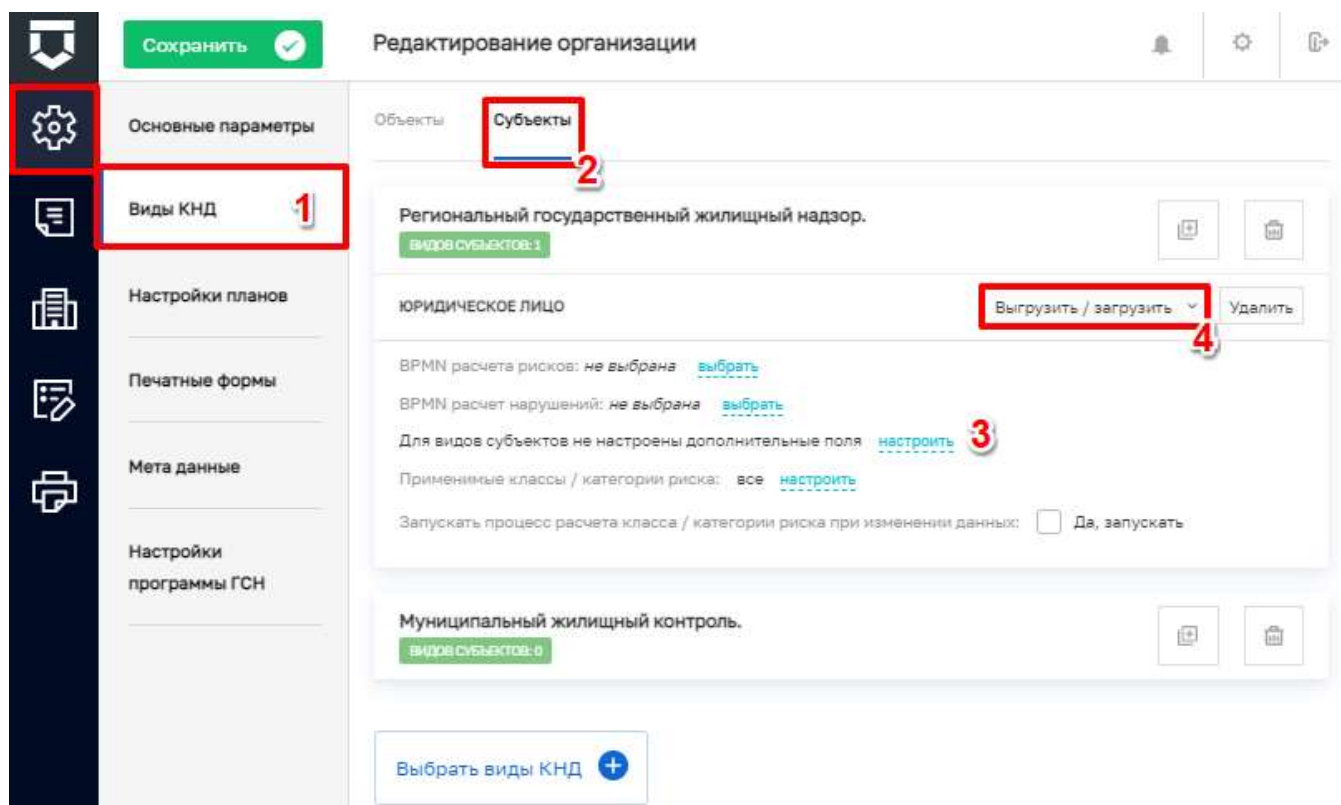 Сохранить
Редактирование организации
Основные параметры
Объекты
Субъекты
2
Виды КНД
1
Региональный государственный жилищный надзор.
ВИДОВ СУБЪЕКТОВ: 1
Настройки планов
ЮРИДИЧЕСКОЕ ЛИЦО
Выгрузить / загрузить
Удалить
4
Печатные формы
BPMN расчета рисков: не выбрана выбрать
BPMN расчет нарушений: не выбрана выбрать
Для видов субъектов не настроены дополнительные поля настроить 3
Мета данные
Применимые классы / категории риска: все настроить
Запускать процесс расчета класса / категории риска при изменении данных: Да, запускать
Настройки
программы ГСН
Муниципальный жилищный контроль.
ВИДОВ СУБЪЕКТОВ: 0
Выбрать виды КНД